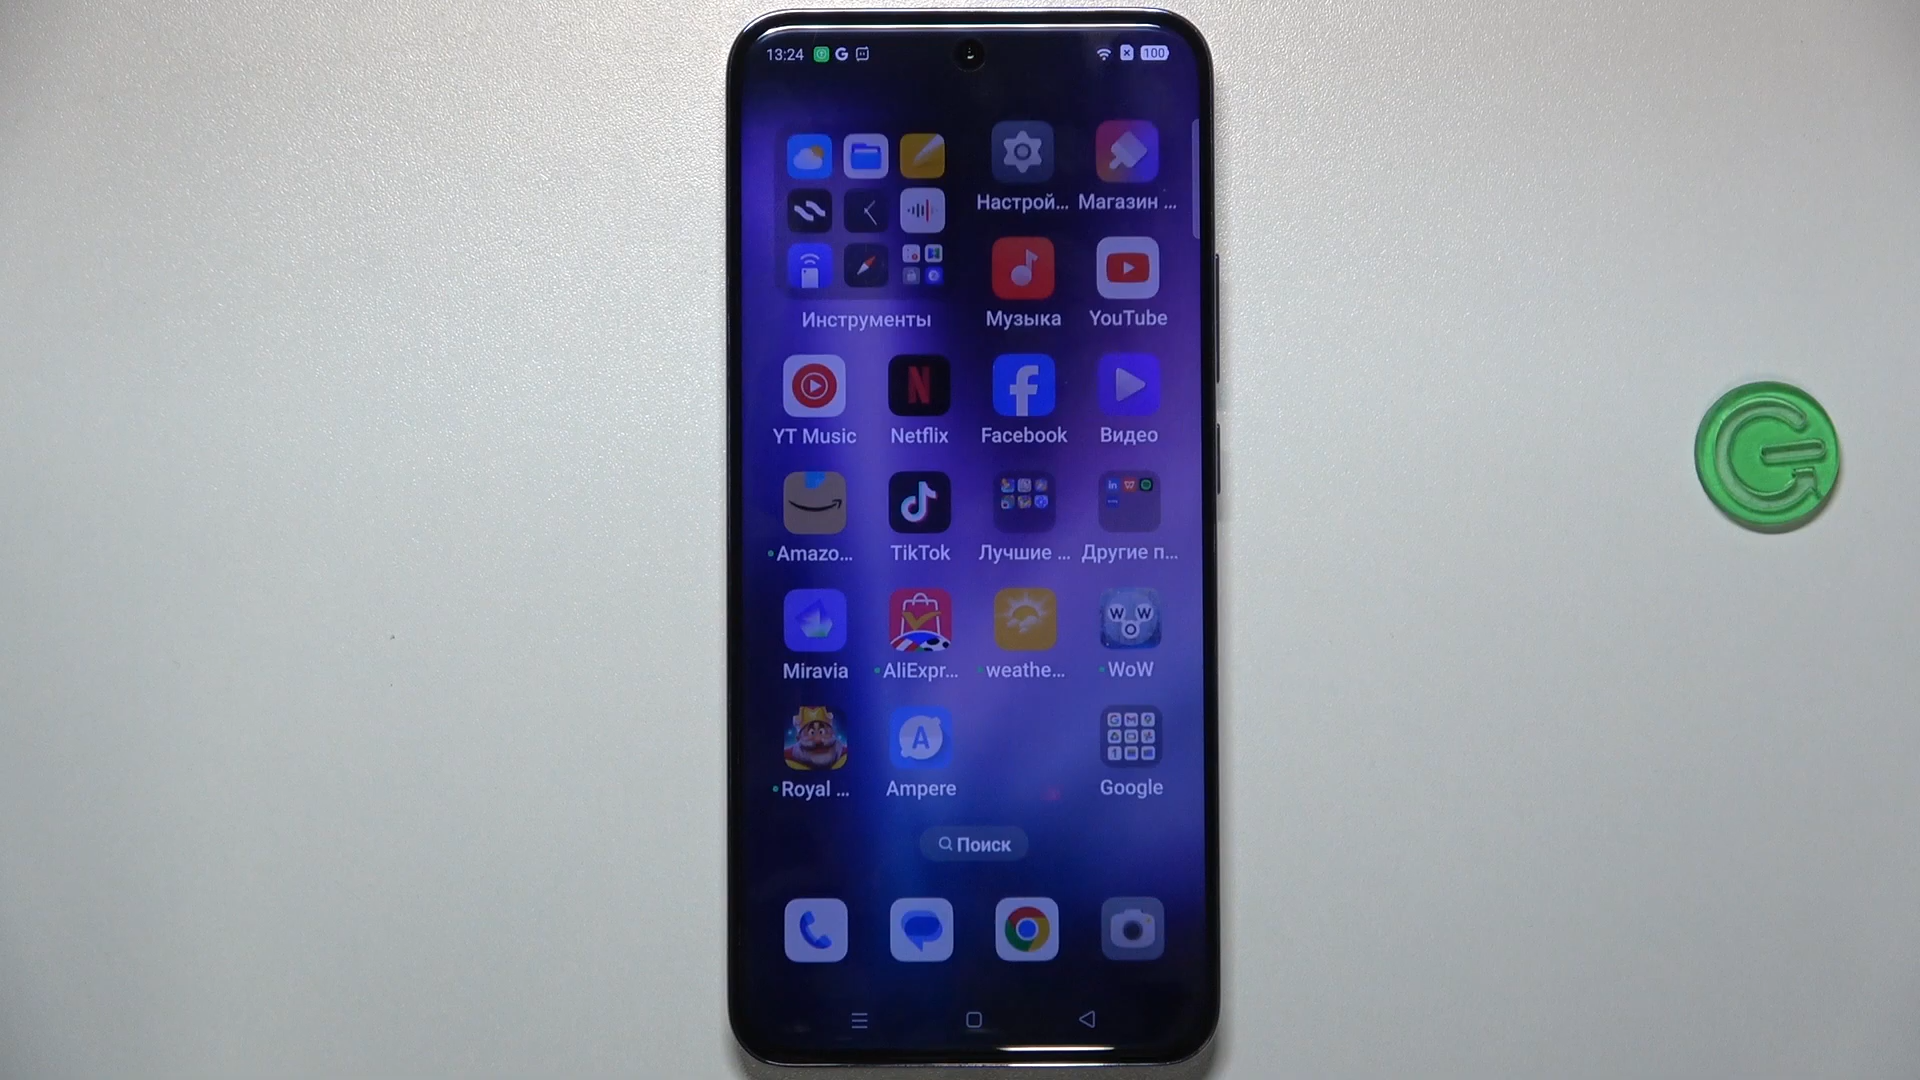 13:24 G 100
Настрой... Магазин ...
Инструменты Музыка YouTube
YT Music Netflix Facebook Видео
Amazo... TikTok Лучшие ... Другие п...
W W O
Miravia AliExpr... weathe... WoW
A
Royal ... Ampere Google
Поиск